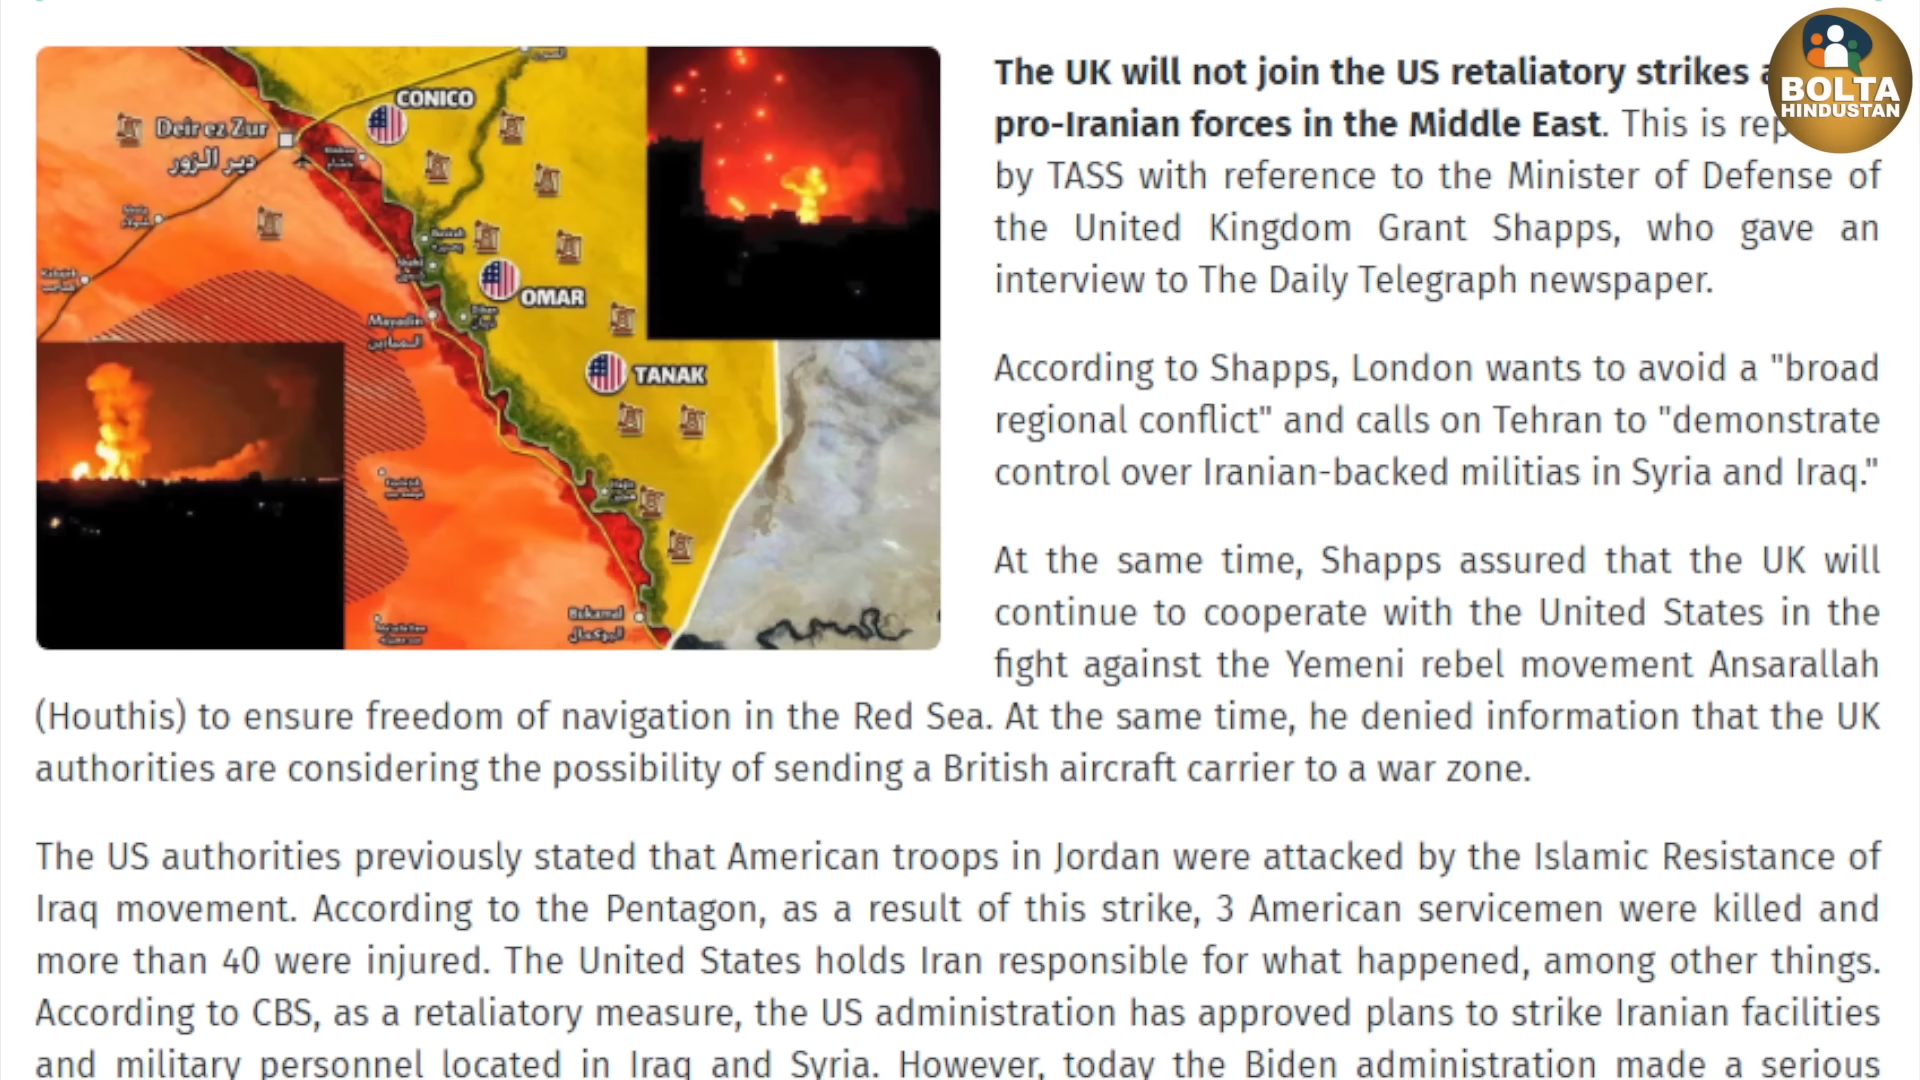 CONICO
Deir ez Zur
دير الزور
OMAR
Mayadin
الميادين
TANAK
Bukamal
البوكمال
The UK will not join the US retaliatory strikes
pro-Iranian forces in the Middle East. This is
by TASS with reference to the Minister of Defense of
the United Kingdom Grant Shapps, who gave an
interview to The Daily Telegraph newspaper.
According to Shapps, London wants to avoid a "broad
regional conflict" and calls on Tehran to "demonstrate
control over Iranian-backed militias in Syria and Iraq."
At the same time, Shapps assured that the UK will
continue to cooperate with the United States in the
fight against the Yemeni rebel movement Ansarallah
(Houthis) to ensure freedom of navigation in the Red Sea. At the same time, he denied information that the UK
authorities are considering the possibility of sending a British aircraft carrier to a war zone.
The US authorities previously stated that American troops in Jordan were attacked by the Islamic Resistance of
Iraq movement. According to the Pentagon, as a result of this strike, 3 American servicemen were killed and
more than 40 were injured. The United States holds Iran responsible for what happened, among other things.
According to CBS, as a retaliatory measure, the US administration has approved plans to strike Iranian facilities
and military personnel located in Iraq and Syria. However, today the Biden administration made a serious
BOLTA
HINDUSTAN